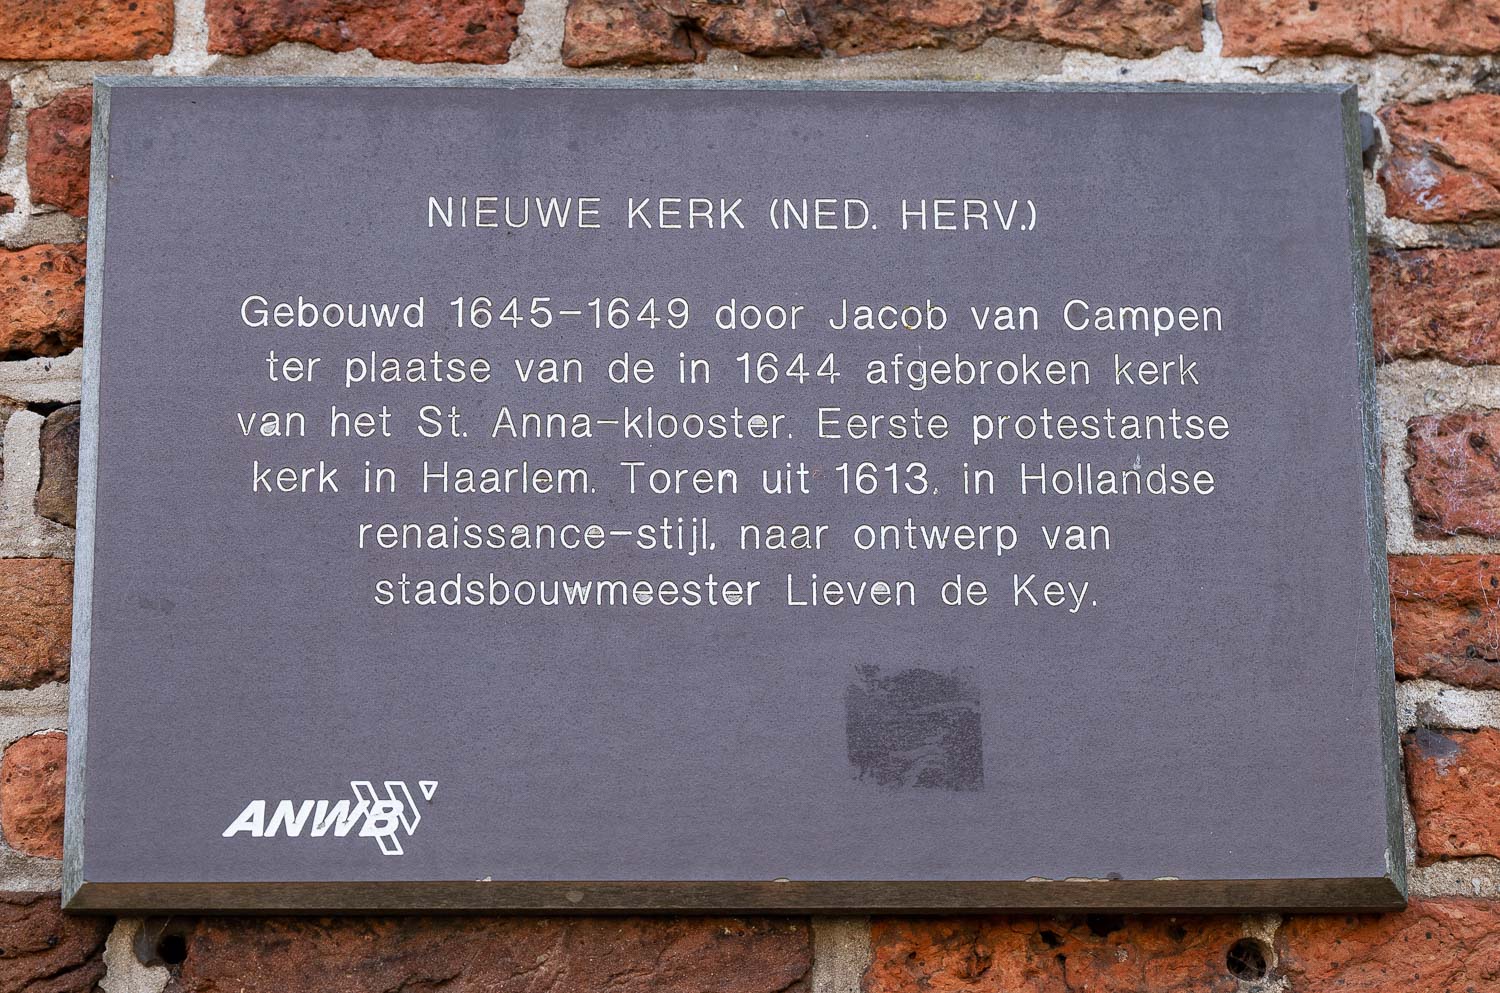 NIEUWE KERK (NED. HERV.)
Gebouwd 1645-1649 door Jacob van Campen
ter plaatse van de in 1644 afgebroken kerk
van het St. Anna-klooster. Eerste protestantse
kerk in Haarlem. Toren uit 1613, in Hollandse
renaissance-stijl, naar ontwerp van
stadsbouwmeester Lieven de Key.
ANWB